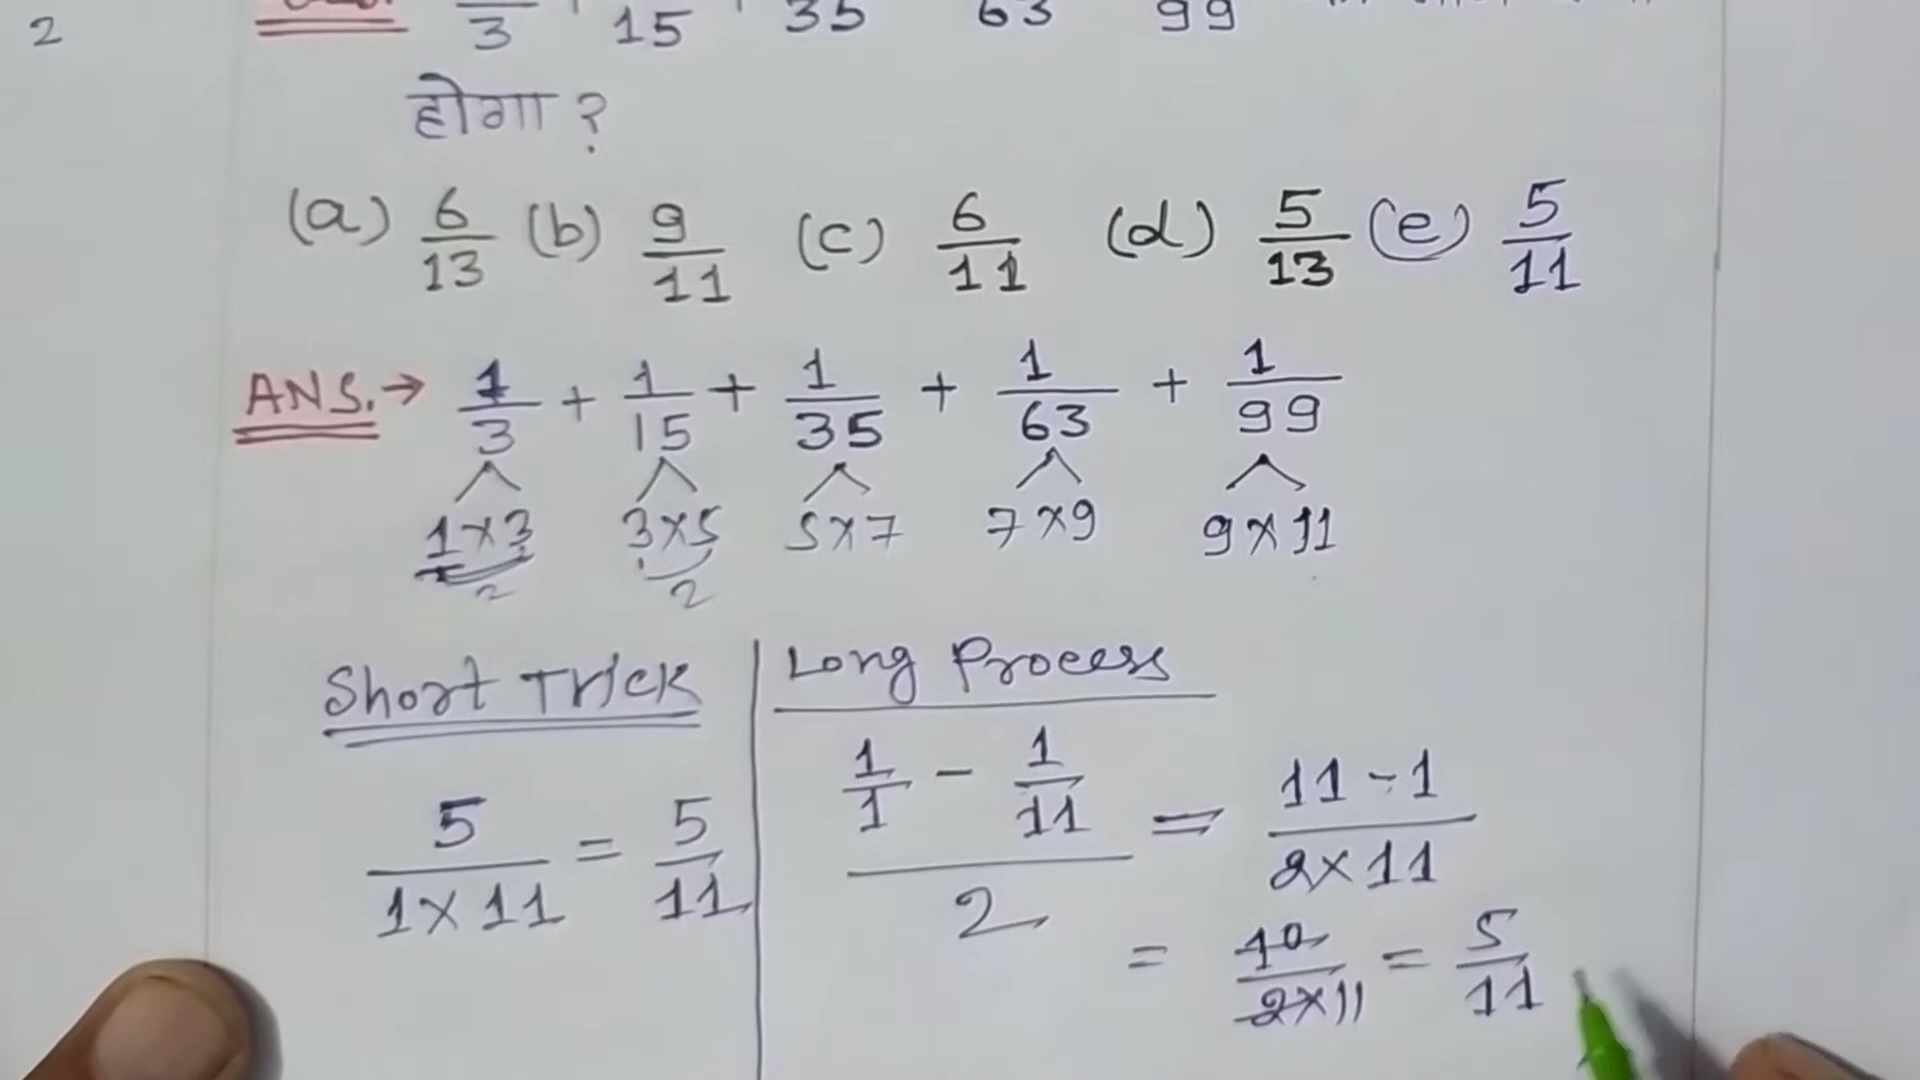 2
3 15 35 63 99
होगा ?
(a) 6/13 (b) 9/11 (c) 6/11 (d) 5/13 (e) 5/11
ANS. → 1/3 + 1/15 + 1/35 + 1/63 + 1/99
1×3 3×5 5×7 7×9 9×11
2 2
Short Trick
5/1×11 = 5/11
Long Process
1/1 - 1/11 / 2 = 11-1/2×11
= 10/2×11 = 5/11